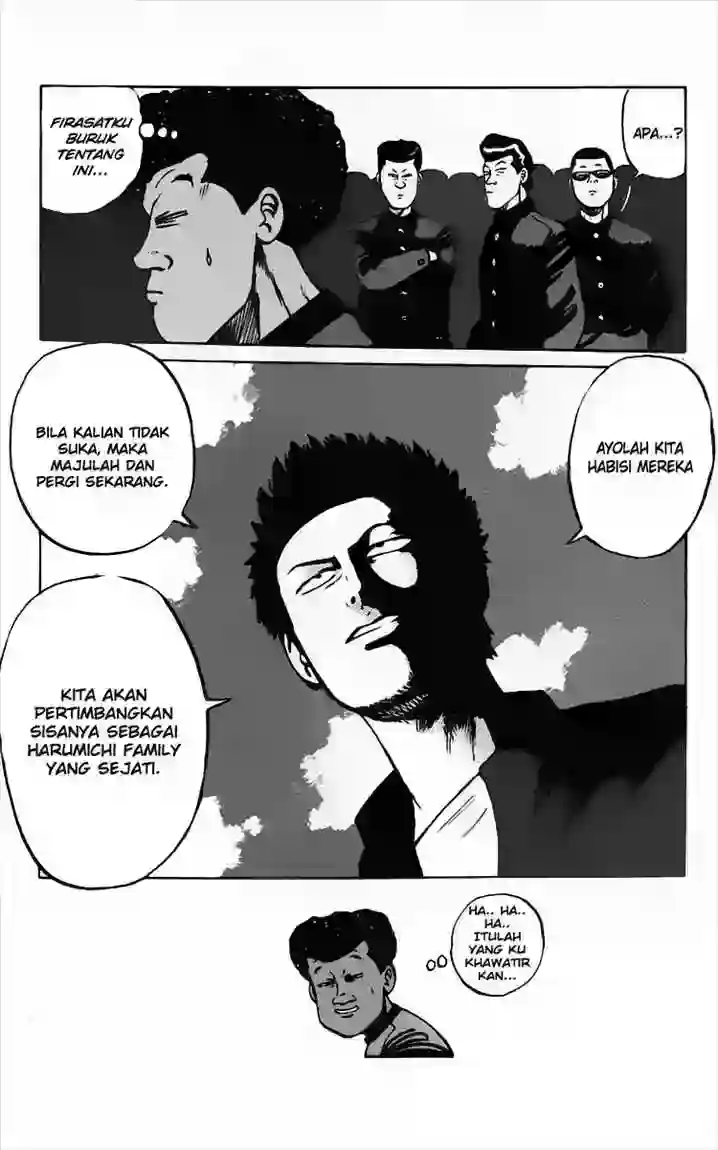 FIRASATKU
BURUK
TENTANG
INI...
APA...?
BILA KALIAN TIDAK
SUKA, MAKA
MAJULAH DAN
PERGI SEKARANG.
AYOLAH KITA
HABISI MEREKA
KITA AKAN
PERTIMBANGKAN
SISANYA SEBAGAI
HARUMICHI FAMILY
YANG SEJATI.
HA.. HA..
HA..
ITULAH
YANG KU
KHAWATIR
KAN...